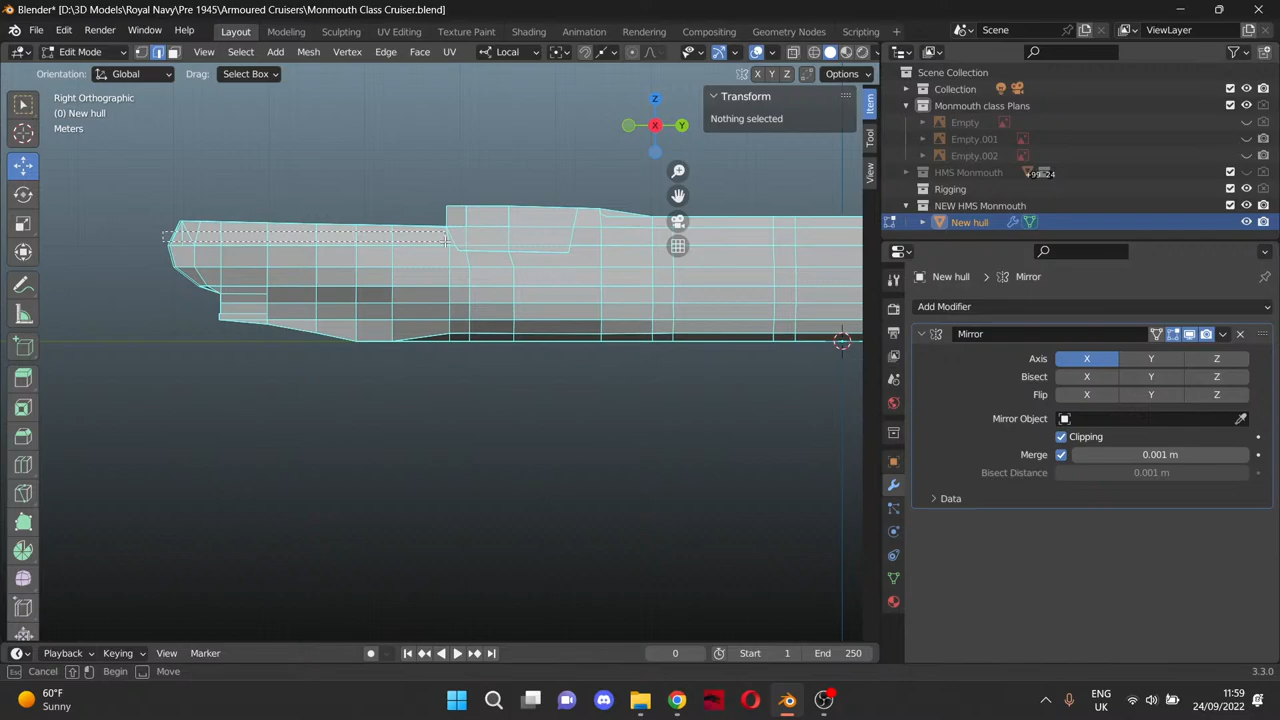 Blender* [D:\3D Models\Royal Navy\Pre 1945\Armoured Cruisers\Monmouth Class Cruiser.blend]
File Edit Render Window Help Layout Modeling Sculpting UV Editing Texture Paint Shading Animation Rendering Compositing Geometry Nodes Scripting Scene ViewLayer
Edit Mode View Select Add Mesh Vertex Edge Face UV Local
Orientation: Global Drag: Select Box X Y Z Options
Right Orthographic
(0) New hull
Meters
Z
X
Y
Transform
Nothing selected
Item
Tool
View
Scene Collection
Collection
Monmouth class Plans
Empty
Empty.001
Empty.002
HMS Monmouth
Rigging
NEW HMS Monmouth
New hull
New hull Mirror
Add Modifier
Mirror
Axis X Y Z
Bisect X Y Z
Flip X Y Z
Mirror Object
Clipping
Merge 0.001 m
Bisect Distance 0.001 m
Data
Playback Keying View Marker 0 Start 1 End 250
Esc Cancel Begin Move 3.3.0
60°F
Sunny
ENG
UK
11:59
24/09/2022